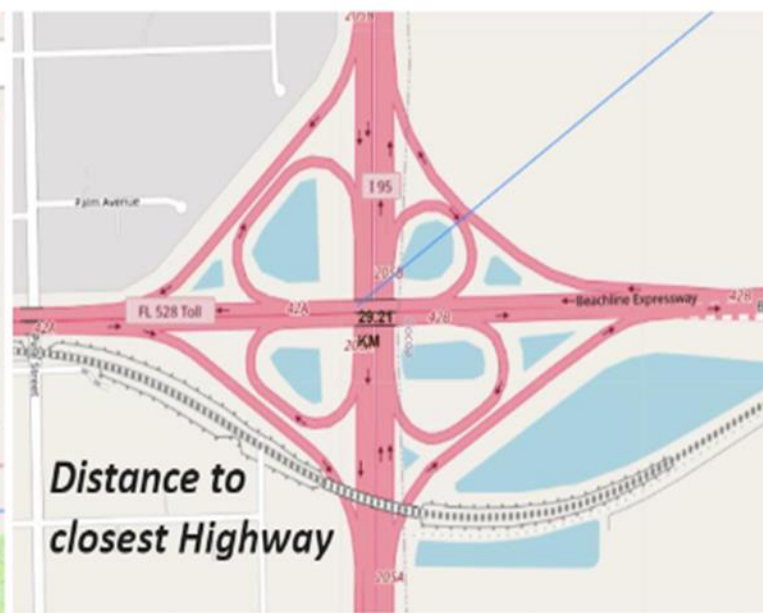 205B
I 95
Palm Avenue
205B
Beachline Expressway
42B
FL 528 Toll
42A
29.21
KM
42B
42A
Distance to
closest Highway
205A